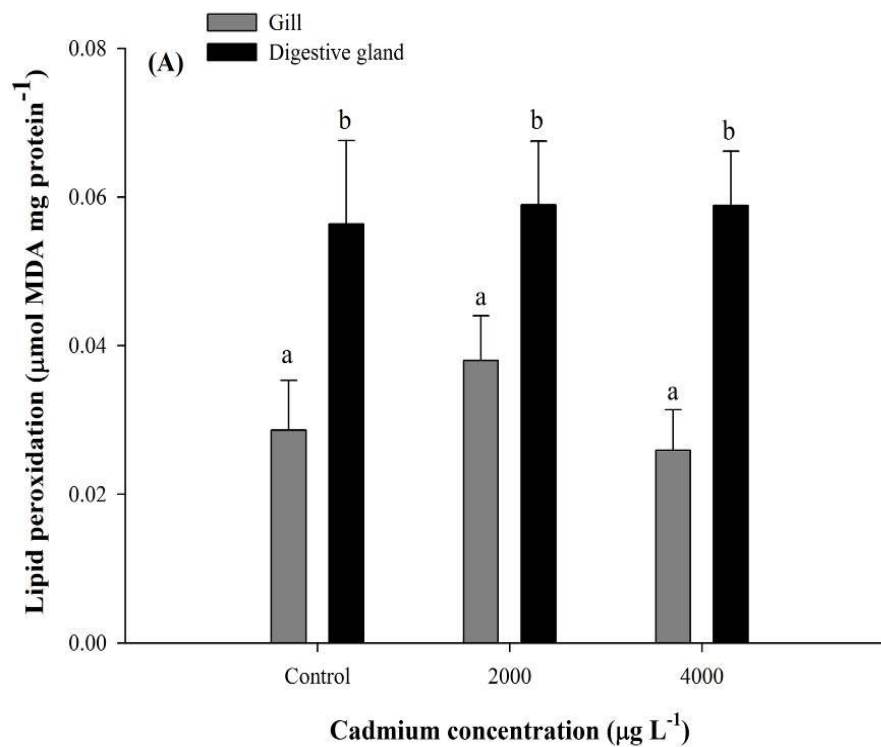 Gill
Digestive gland
(A)
Lipid peroxidation (μmol MDA mg protein⁻¹)
0.08
0.06
0.04
0.02
0.00
a
b
a
b
a
b
Control
2000
4000
Cadmium concentration (μg L⁻¹)